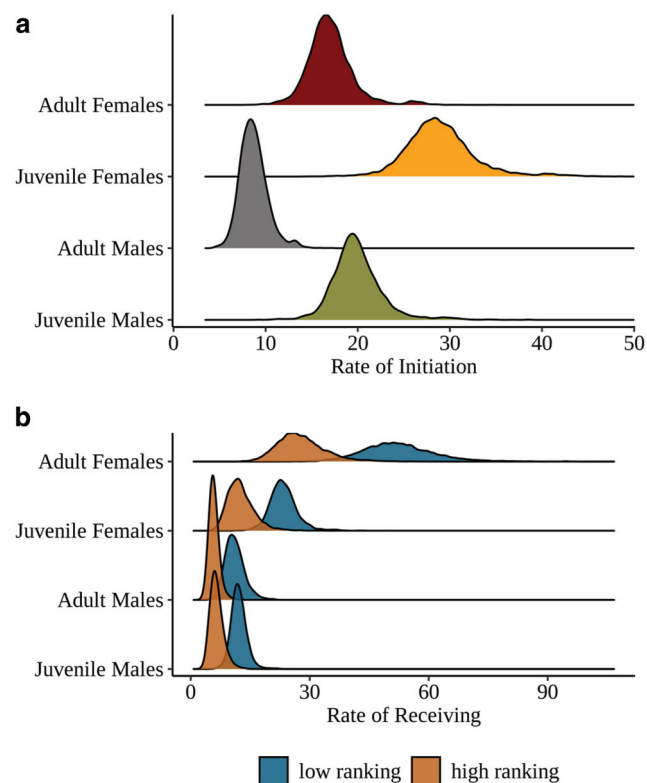 a
Adult Females
Juvenile Females
Adult Males
Juvenile Males
0 10 20 30 40 50
Rate of Initiation
b
Adult Females
Juvenile Females
Adult Males
Juvenile Males
0 30 60 90
Rate of Receiving
low ranking high ranking